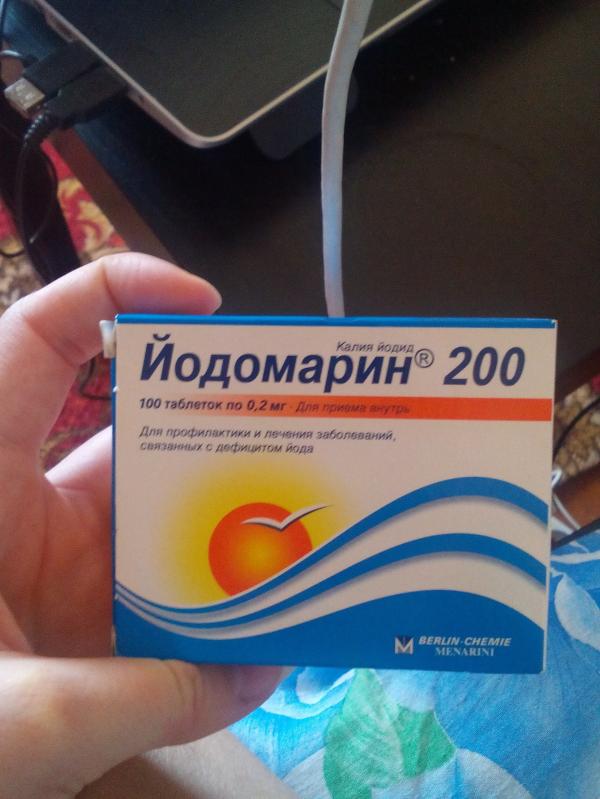 Калия йодид
Йодомарин® 200
100 таблеток по 0,2 мг · Для приема внутрь
Для профилактики и лечения заболеваний,
связанных с дефицитом йода
BERLIN-CHEMIE
MENARINI